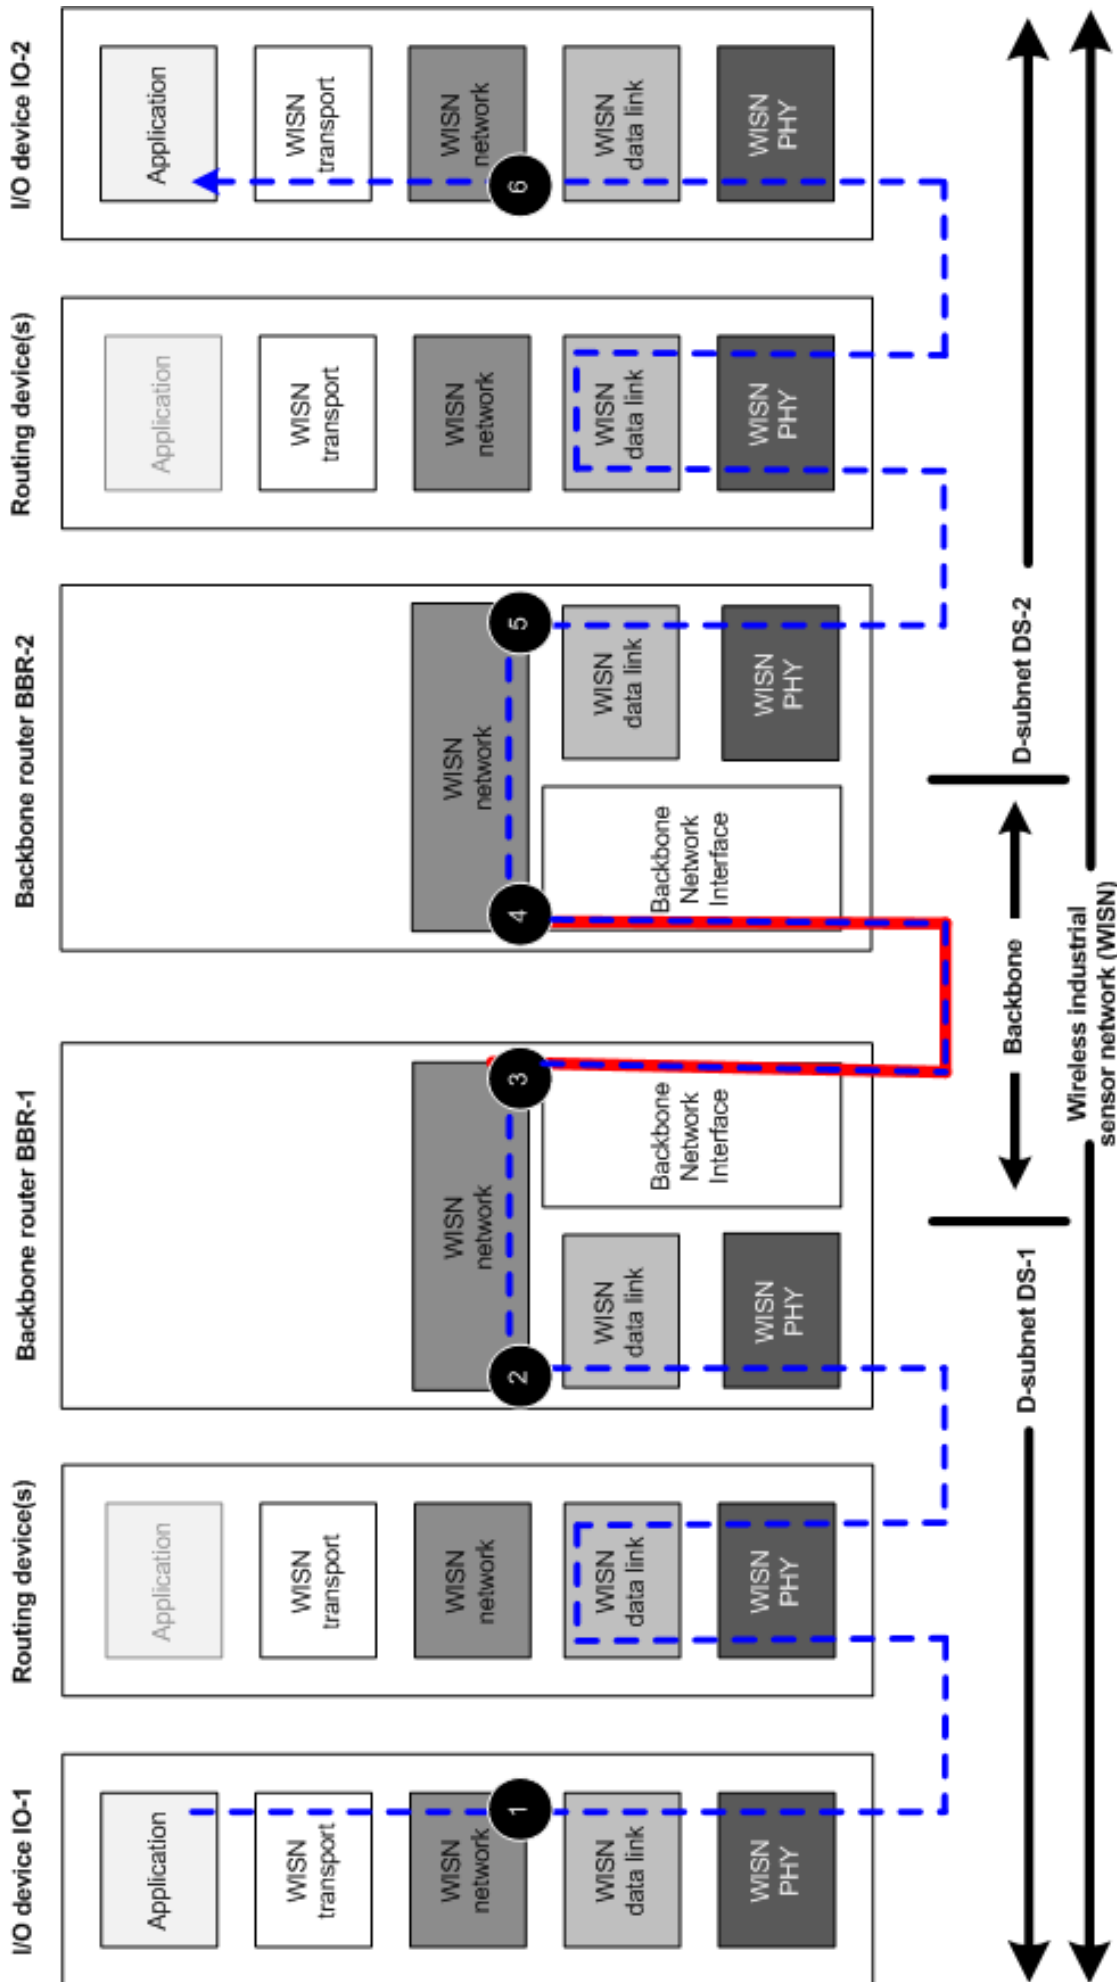 I/O device IO-1
Application
WISN
transport
WISN
network
1
WISN
data link
WISN
PHY
Routing device(s)
Application
WISN
transport
WISN
network
WISN
data link
WISN
PHY
Backbone router BBR-1
WISN
network
2
3
WISN
data link
WISN
PHY
Backbone
Network
Interface
Backbone router BBR-2
WISN
network
4
5
Backbone
Network
Interface
WISN
data link
WISN
PHY
Routing device(s)
Application
WISN
transport
WISN
network
WISN
data link
WISN
PHY
I/O device IO-2
Application
WISN
transport
WISN
network
6
WISN
data link
WISN
PHY
D-subnet DS-1
Backbone
D-subnet DS-2
Wireless industrial
sensor network (WISN)